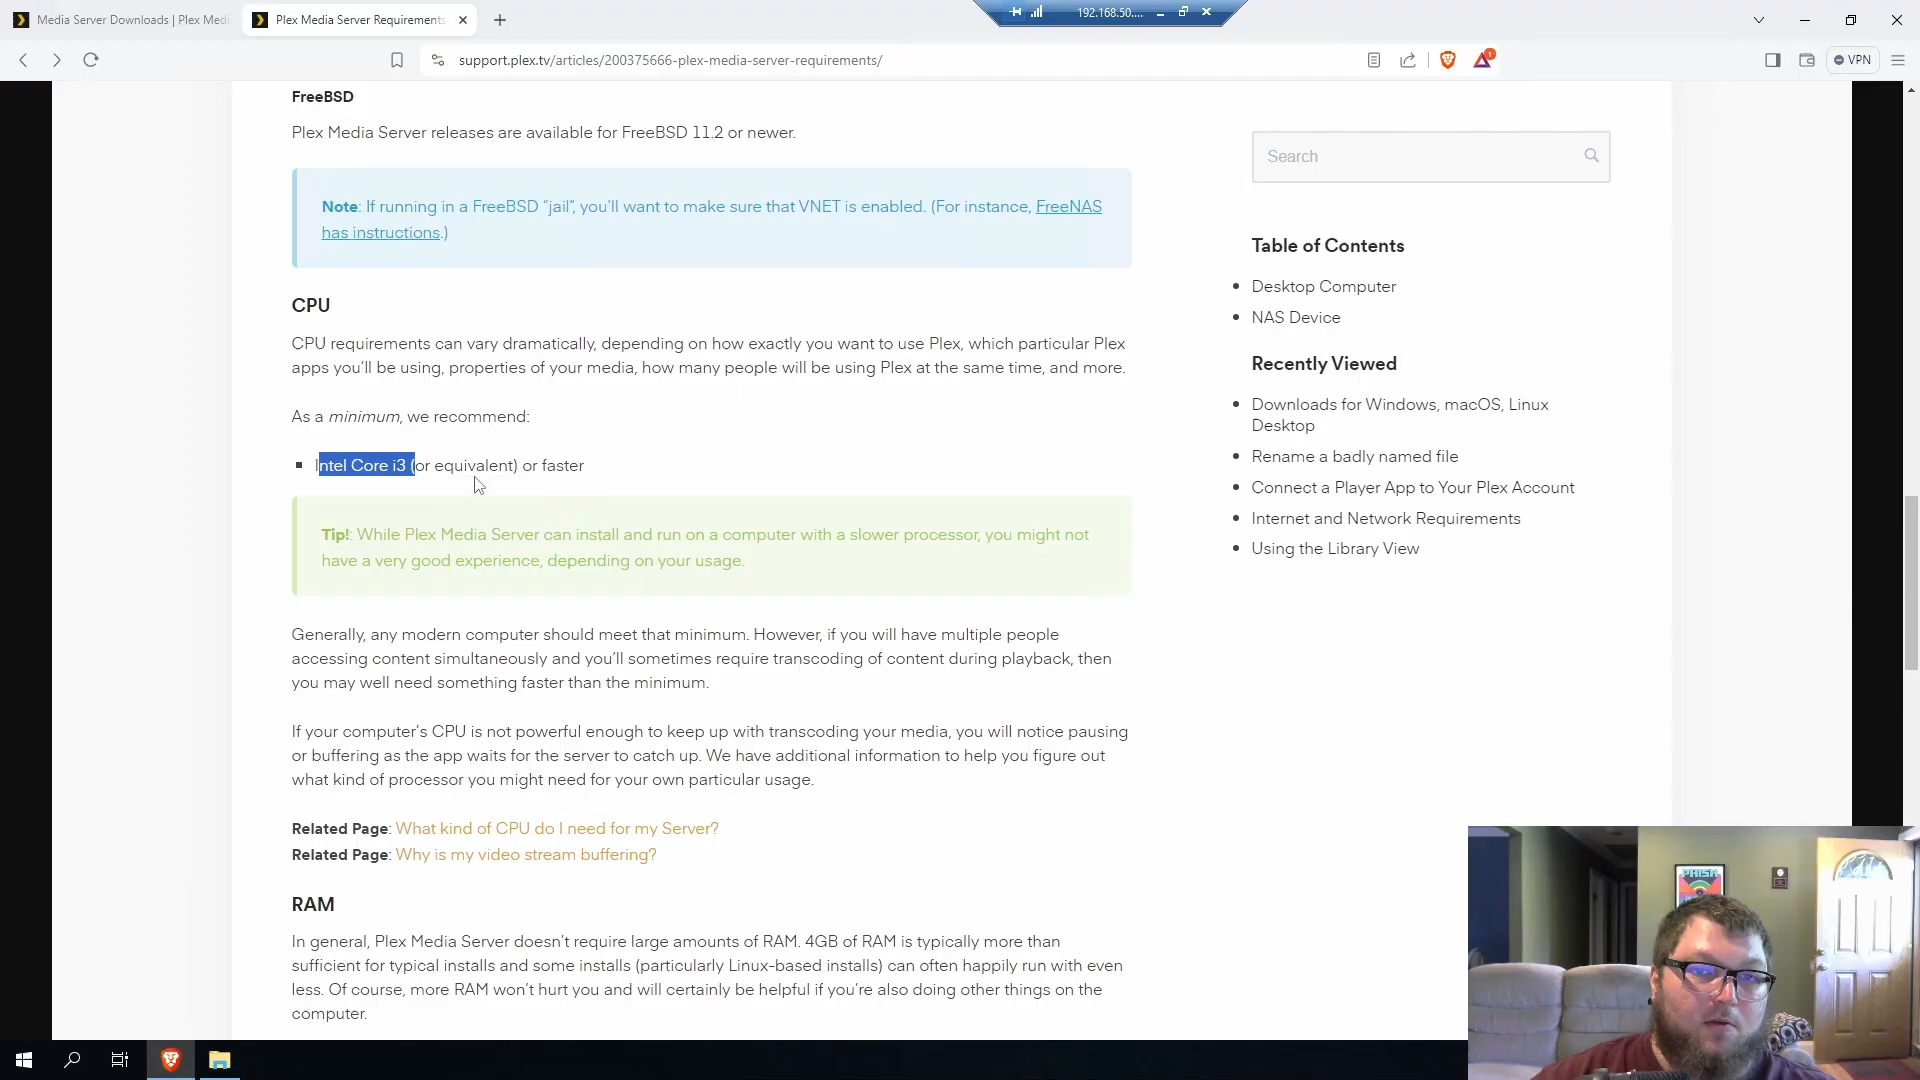 Media Server Downloads | Plex Medi
Plex Media Server Requirements
192.168.50....
support.plex.tv/articles/200375666-plex-media-server-requirements/
1
VPN
FreeBSD
Plex Media Server releases are available for FreeBSD 11.2 or newer.
Note: If running in a FreeBSD “jail”, you’ll want to make sure that VNET is enabled. (For instance, FreeNAS
has instructions.)
CPU
CPU requirements can vary dramatically, depending on how exactly you want to use Plex, which particular Plex
apps you’ll be using, properties of your media, how many people will be using Plex at the same time, and more.
As a minimum, we recommend:
Intel Core i3 (or equivalent) or faster
Tip!: While Plex Media Server can install and run on a computer with a slower processor, you might not
have a very good experience, depending on your usage.
Generally, any modern computer should meet that minimum. However, if you will have multiple people
accessing content simultaneously and you’ll sometimes require transcoding of content during playback, then
you may well need something faster than the minimum.
If your computer’s CPU is not powerful enough to keep up with transcoding your media, you will notice pausing
or buffering as the app waits for the server to catch up. We have additional information to help you figure out
what kind of processor you might need for your own particular usage.
Related Page: What kind of CPU do I need for my Server?
Related Page: Why is my video stream buffering?
RAM
In general, Plex Media Server doesn’t require large amounts of RAM. 4GB of RAM is typically more than
sufficient for typical installs and some installs (particularly Linux-based installs) can often happily run with even
less. Of course, more RAM won’t hurt you and will certainly be helpful if you’re also doing other things on the
computer.
Search
Table of Contents
Desktop Computer
NAS Device
Recently Viewed
Downloads for Windows, macOS, Linux
Desktop
Rename a badly named file
Connect a Player App to Your Plex Account
Internet and Network Requirements
Using the Library View
PHISH